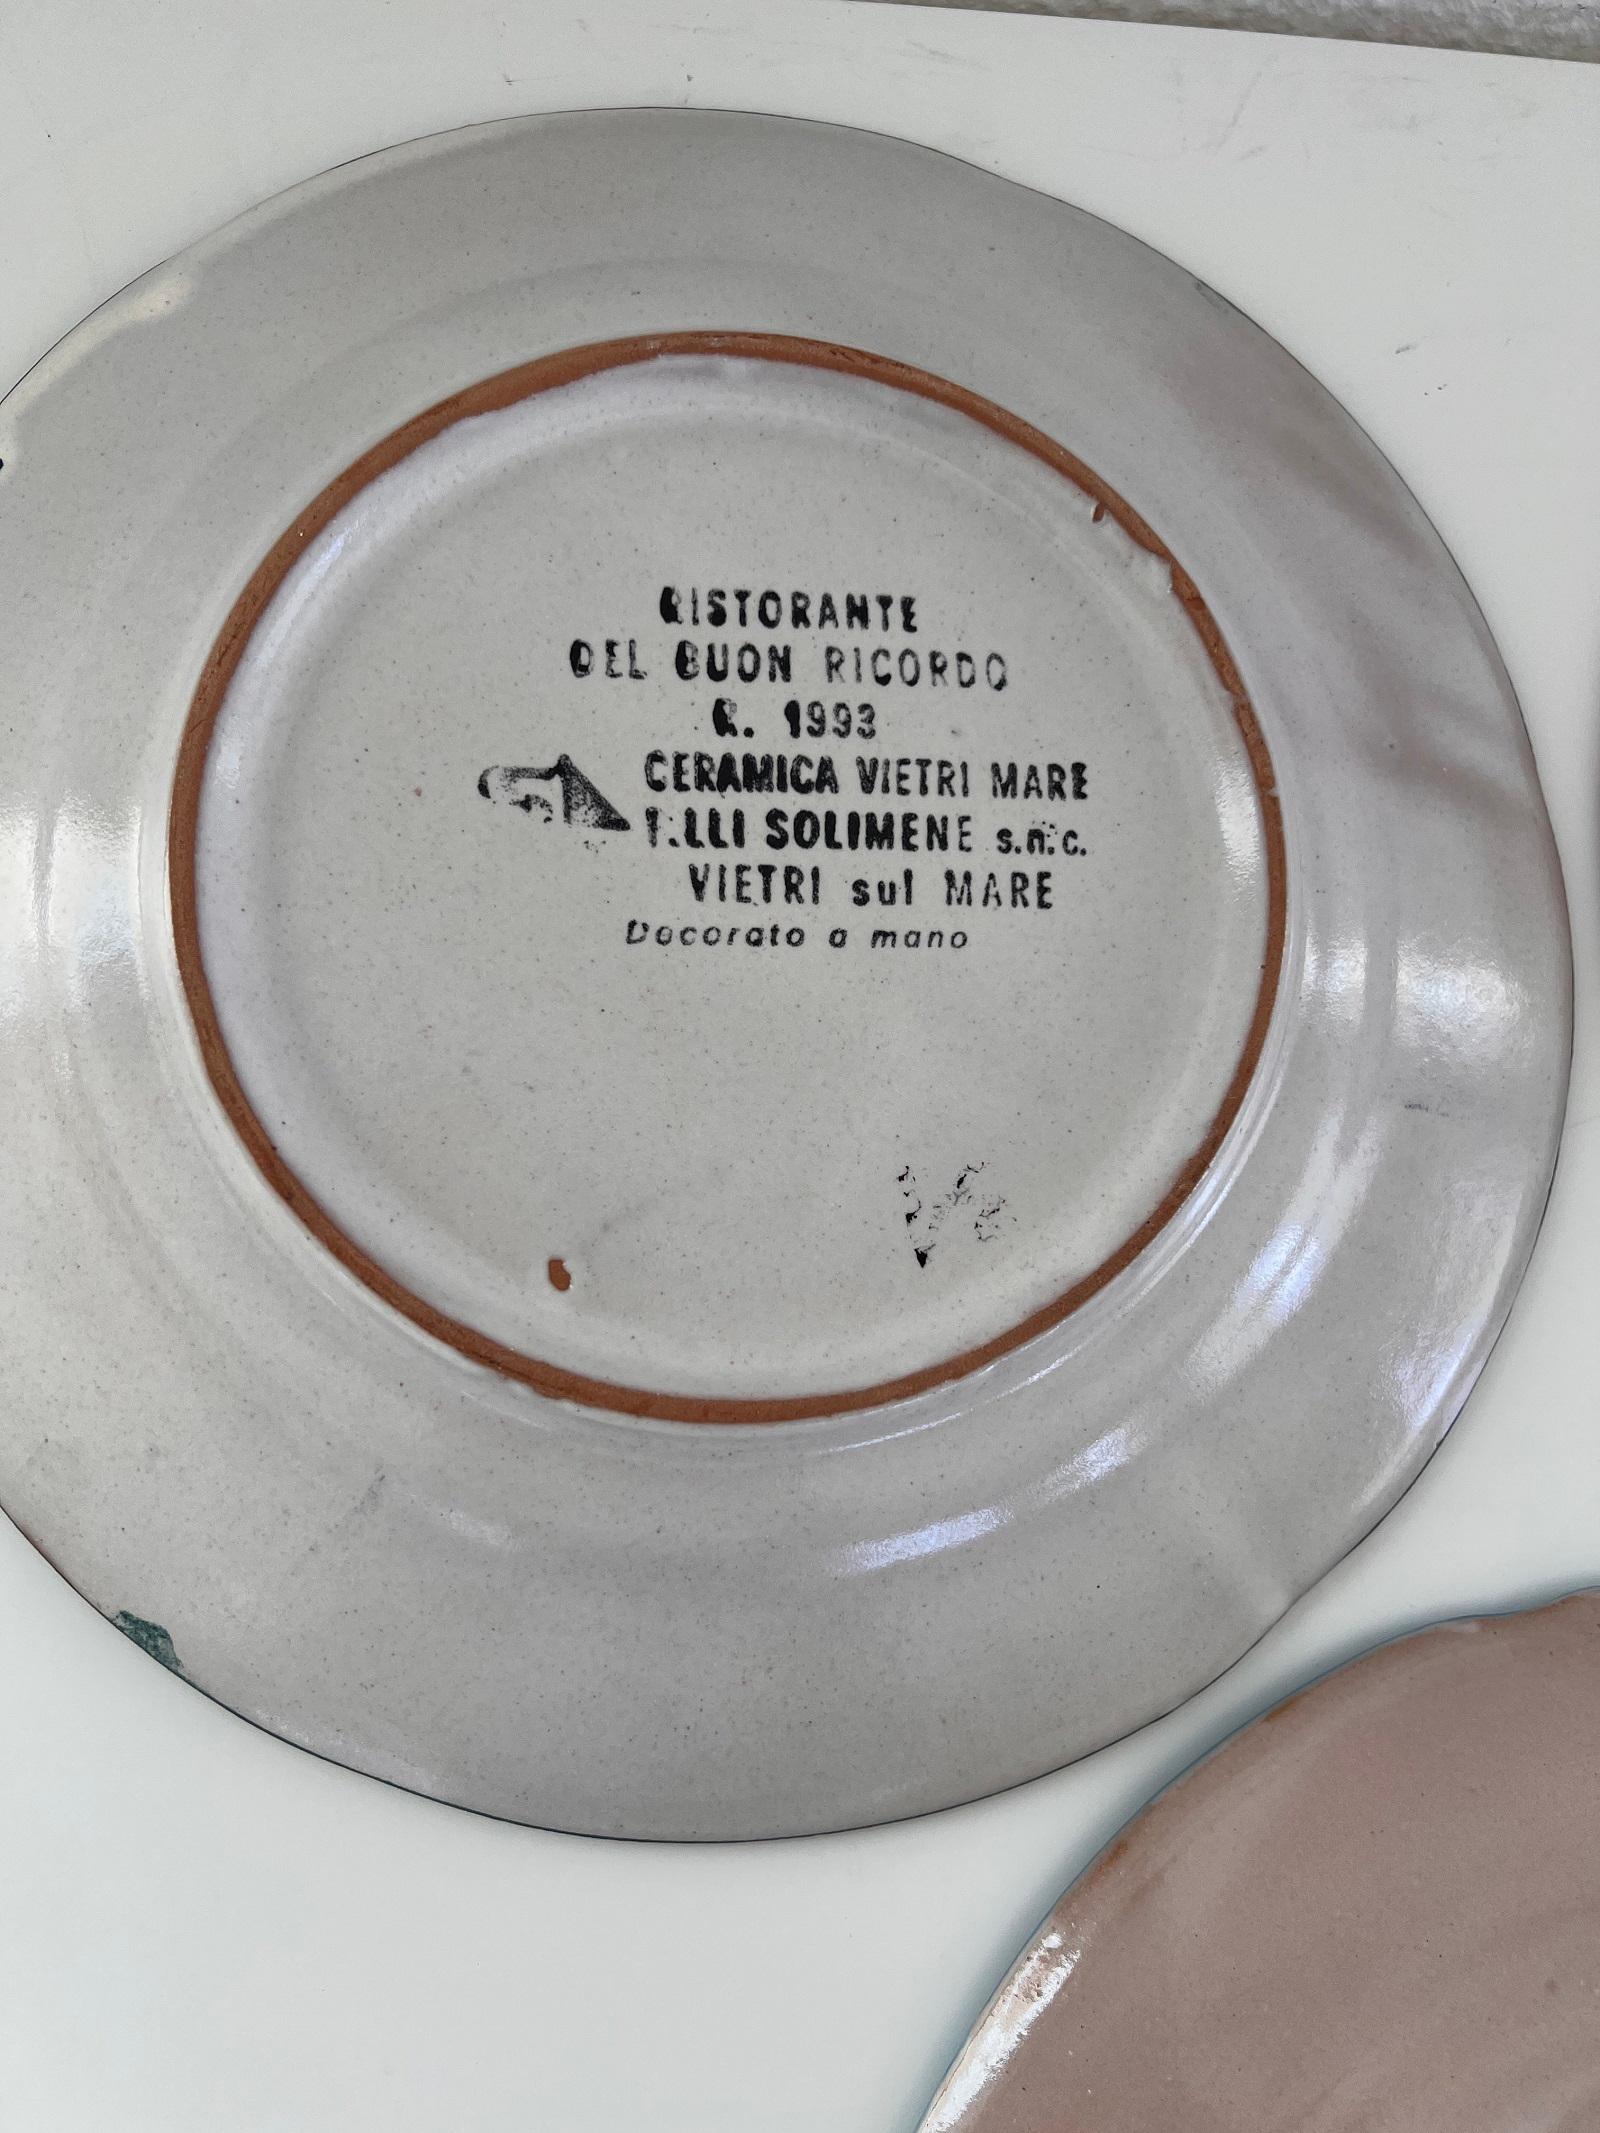 RISTORANTE
DEL BUON RICORDO
R. 1993
CERAMICA VIETRI MARE
F.LLI SOLIMENE s.n.c.
VIETRI sul MARE
Decorato a mano